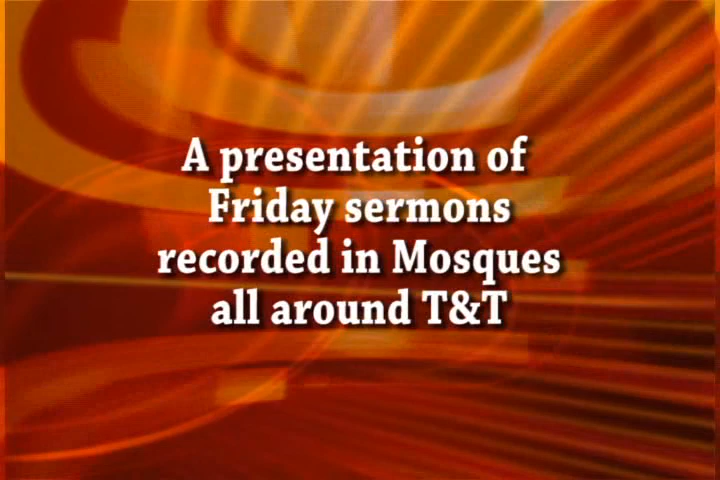 A presentation of
Friday sermons
recorded in Mosques
all around T&T